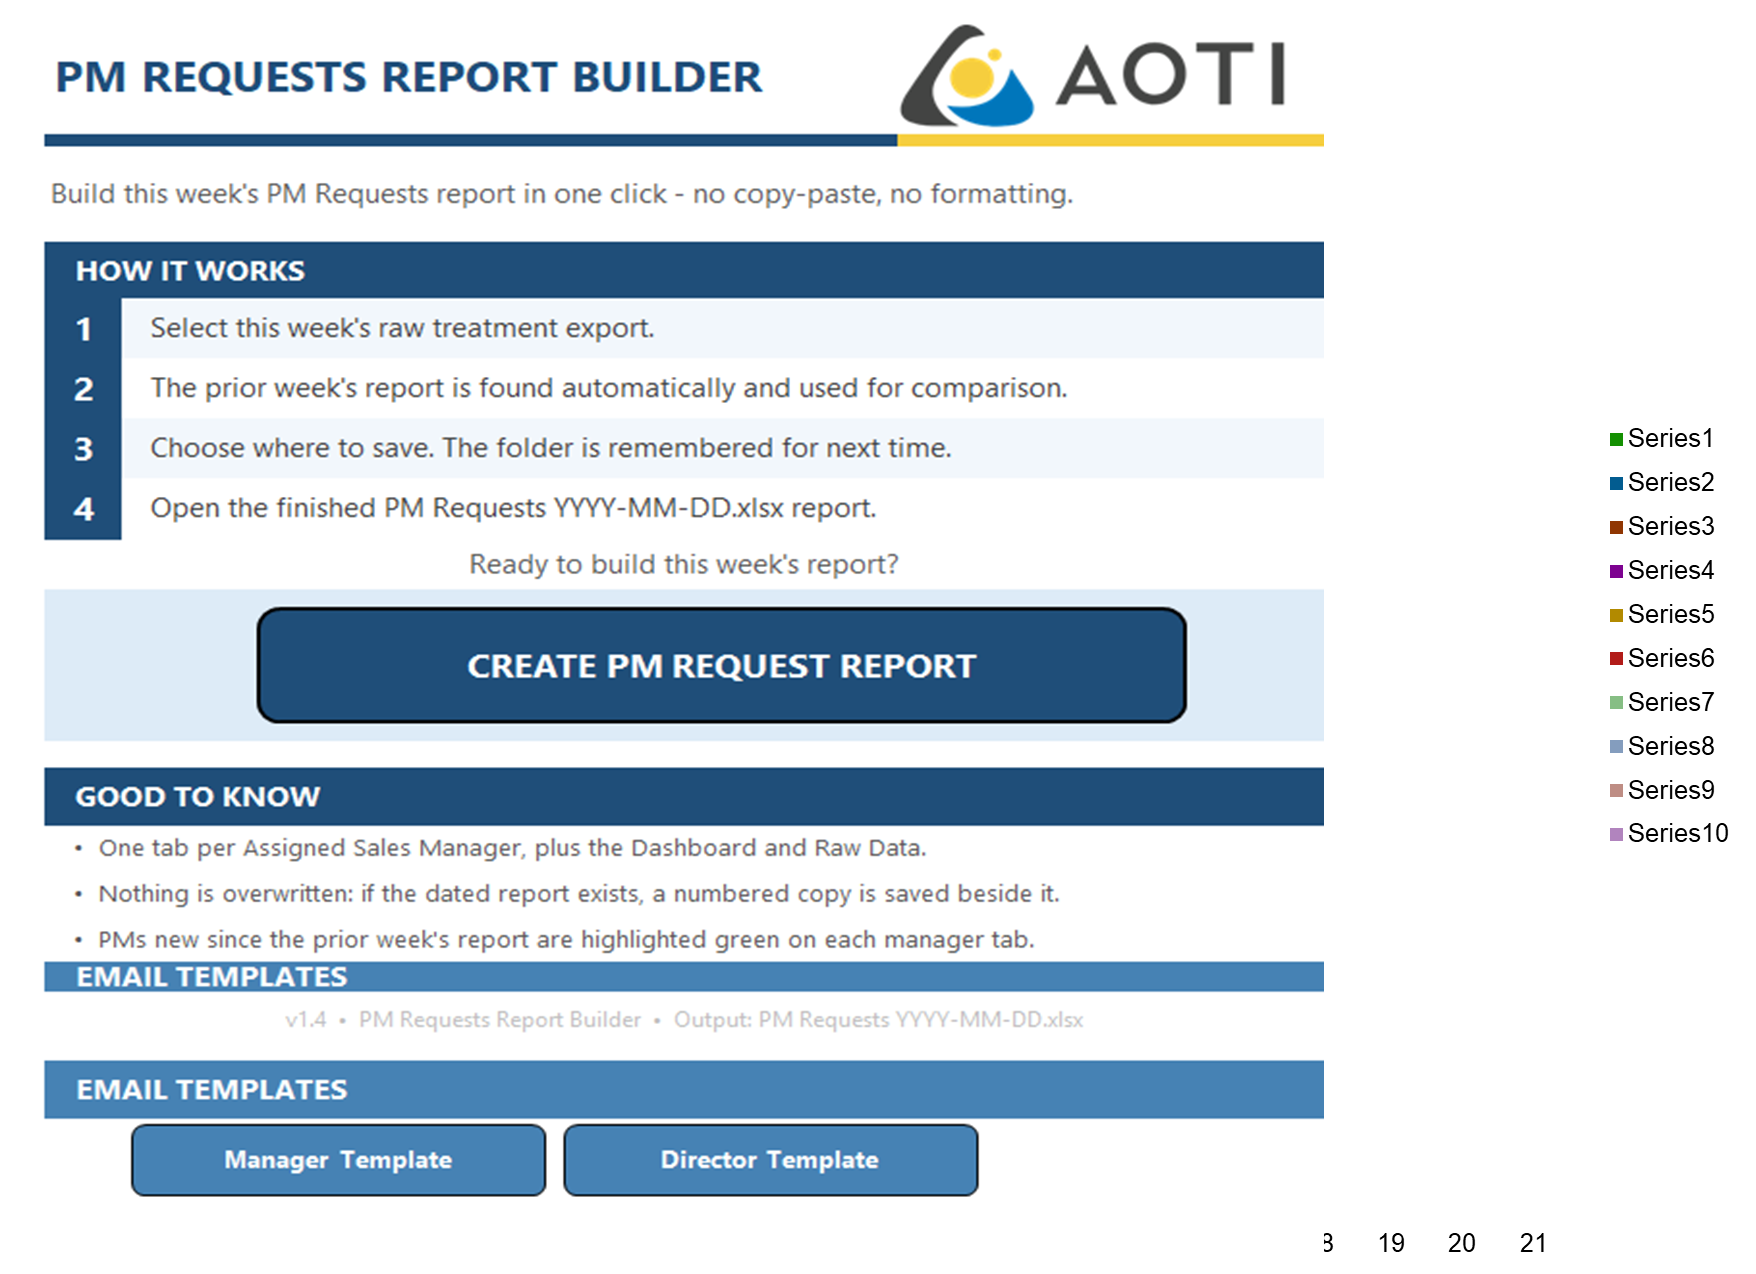 PM REQUESTS REPORT BUILDER
AOTI
Build this week's PM Requests report in one click - no copy-paste, no formatting.
HOW IT WORKS
1 Select this week's raw treatment export.
2 The prior week's report is found automatically and used for comparison.
3 Choose where to save. The folder is remembered for next time.
4 Open the finished PM Requests YYYY-MM-DD.xlsx report.
Ready to build this week's report?
CREATE PM REQUEST REPORT
GOOD TO KNOW
• One tab per Assigned Sales Manager, plus the Dashboard and Raw Data.
• Nothing is overwritten: if the dated report exists, a numbered copy is saved beside it.
• PMs new since the prior week's report are highlighted green on each manager tab.
EMAIL TEMPLATES
v1.4 • PM Requests Report Builder • Output: PM Requests YYYY-MM-DD.xlsx
EMAIL TEMPLATES
Manager Template Director Template
Series1
Series2
Series3
Series4
Series5
Series6
Series7
Series8
Series9
Series10
8 19 20 21